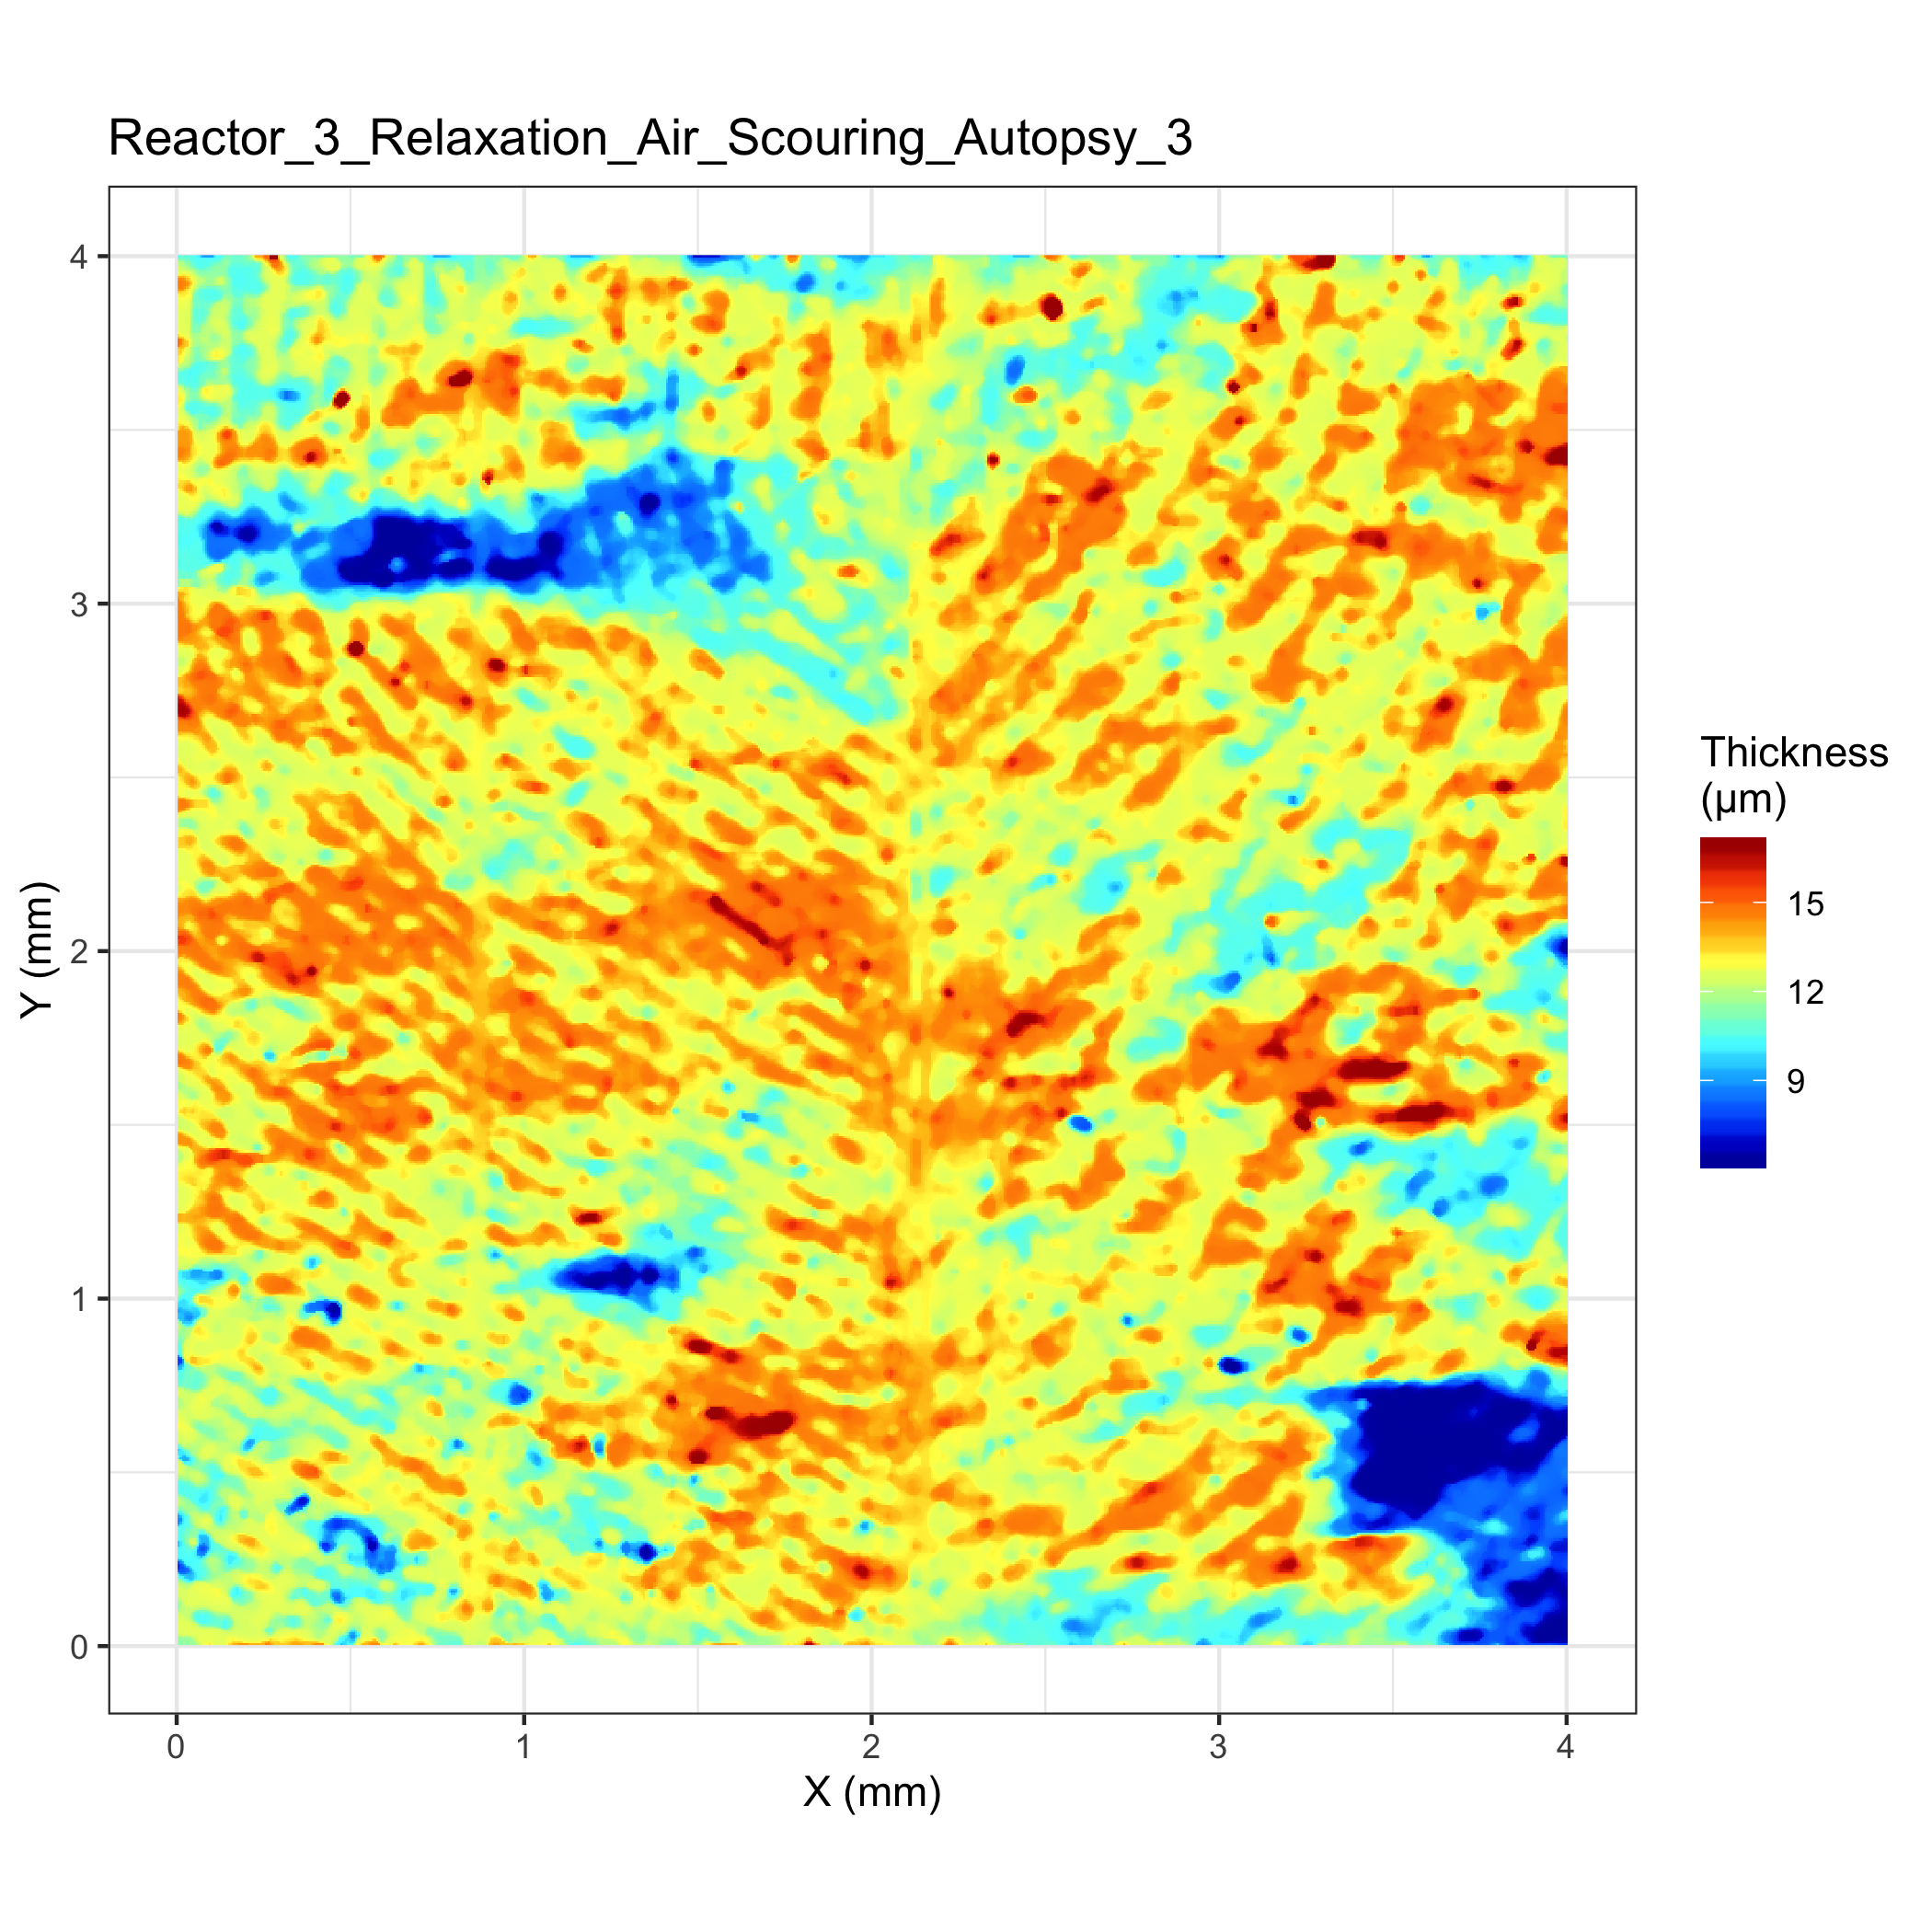 Reactor_3_Relaxation_Air_Scouring_Autopsy_3
4
3
2
1
0
Y (mm)
0 1 2 3 4
X (mm)
Thickness
(µm)
15
12
9